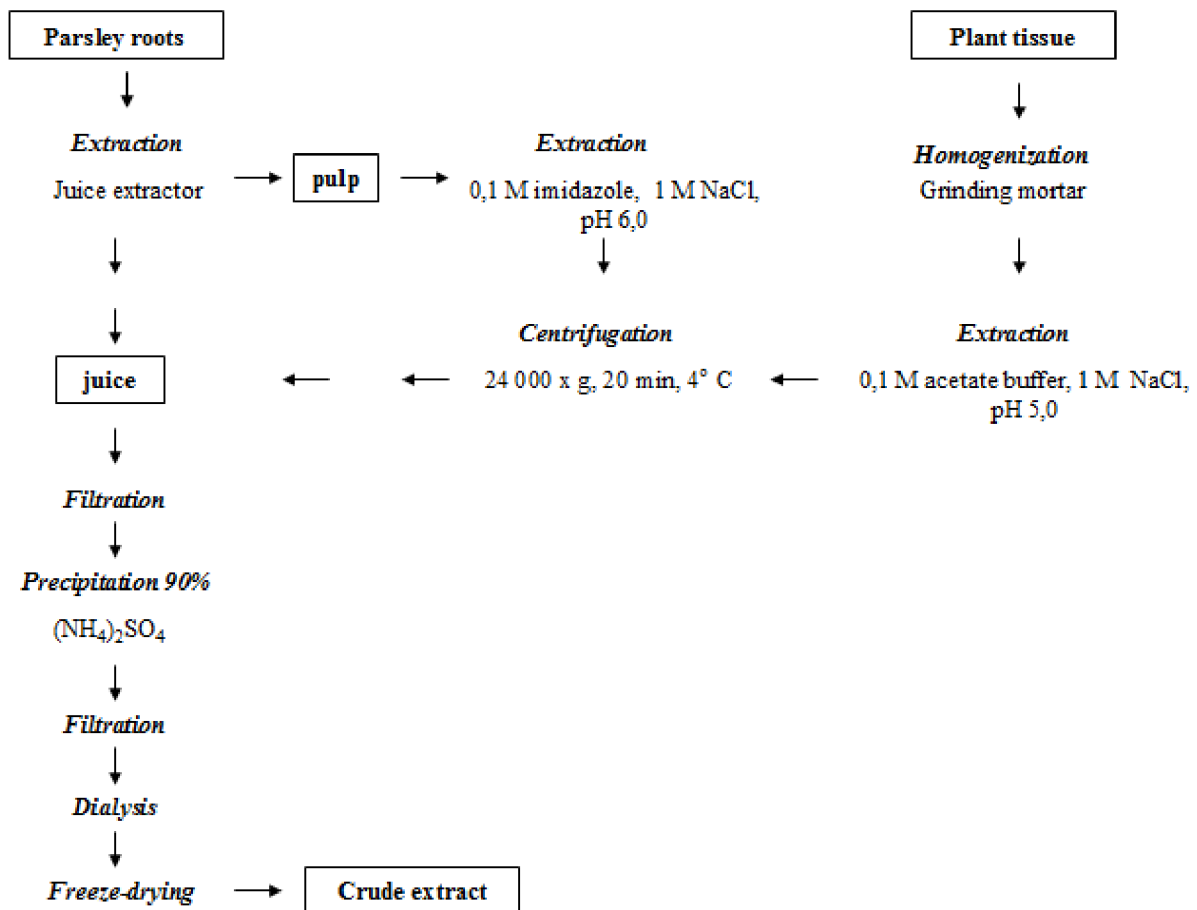 Parsley roots
Extraction
Juice extractor
pulp
Extraction
0,1 M imidazole, 1 M NaCl,
pH 6,0
Plant tissue
Homogenization
Grinding mortar
Extraction
0,1 M acetate buffer, 1 M NaCl,
pH 5,0
Centrifugation
24 000 x g, 20 min, 4° C
juice
Filtration
Precipitation 90%
(NH₄)₂SO₄
Filtration
Dialysis
Freeze-drying
Crude extract